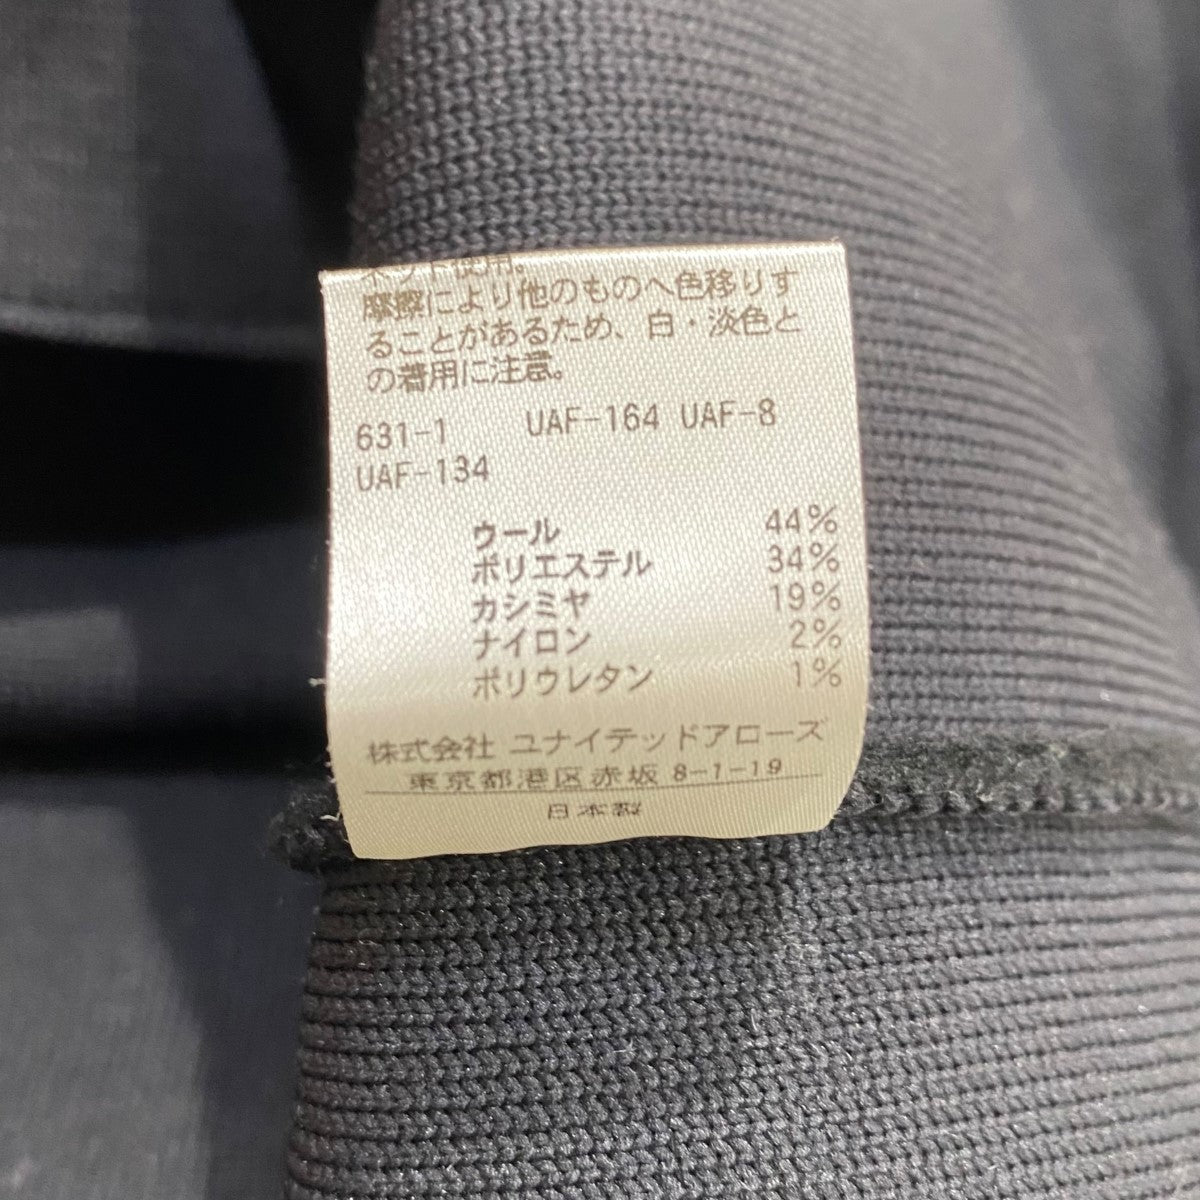 ネット使用。
摩擦により他のものへ色移りす
ることがあるため、白・淡色と
の着用に注意。
631-1 UAF-164 UAF-8
UAF-134
ウール 44%
ポリエステル 34%
カシミヤ 19%
ナイロン 2%
ポリウレタン 1%
株式会社 ユナイテッドアローズ
東京都港区赤坂 8-1-19
日本製